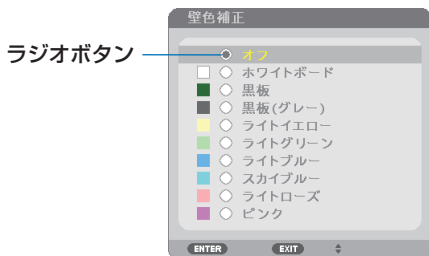 壁色補正
ラジオボタン
オフ
ホワイトボード
黒板
黒板(グレー)
ライトイエロー
ライトグリーン
ライトブルー
スカイブルー
ライトローズ
ピンク
ENTER EXIT